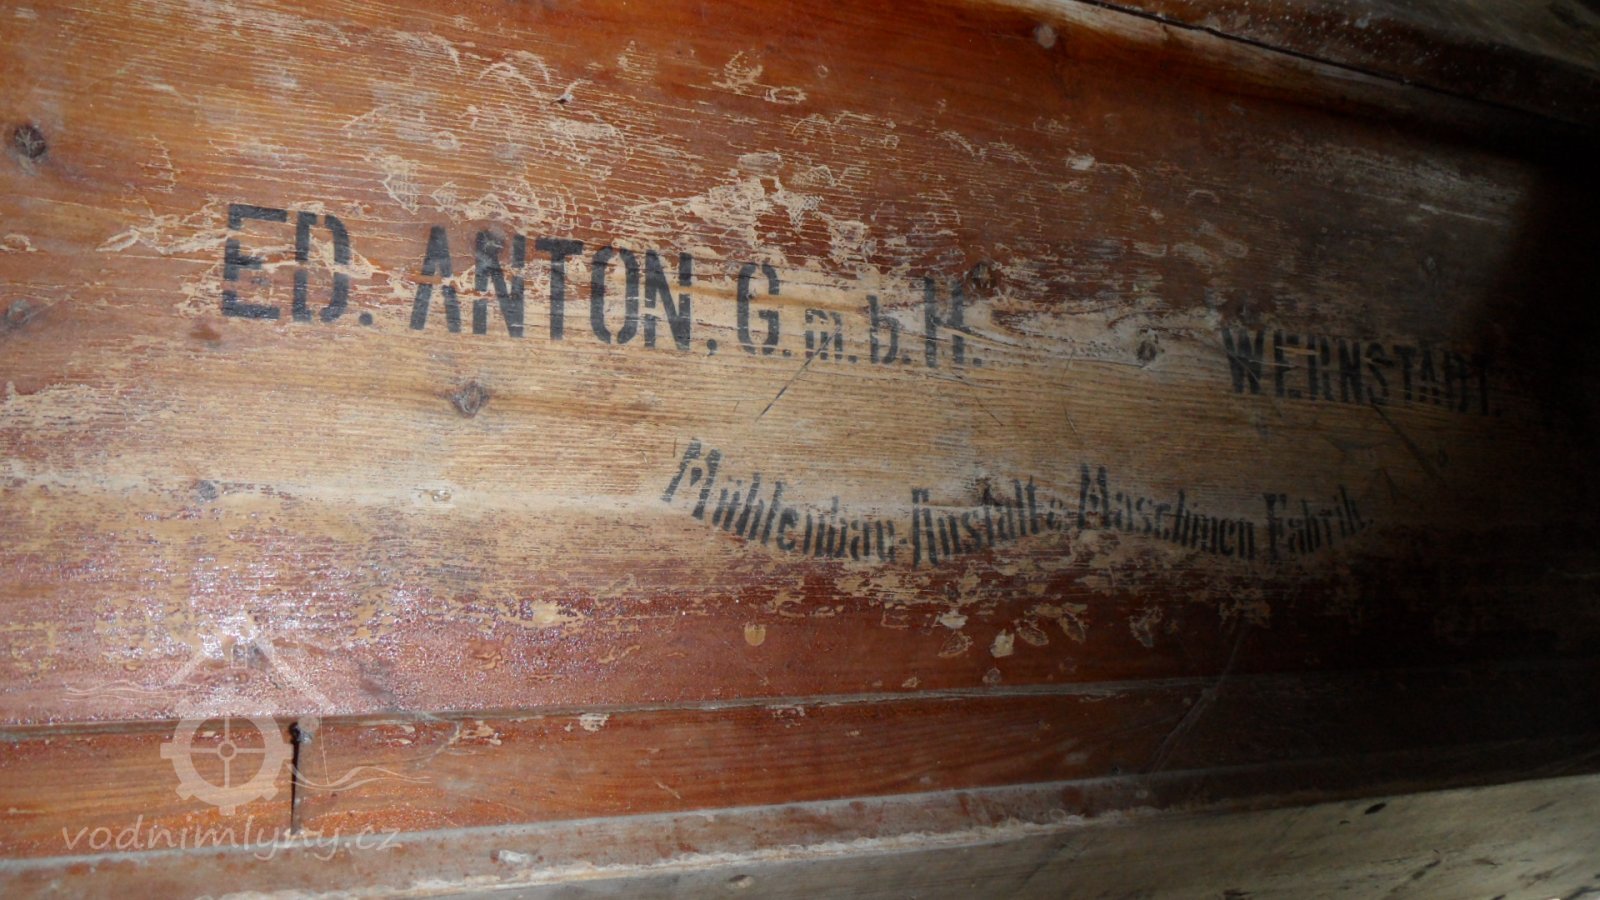 ED. ANTON, G.m.b.H. WERNSTADT.
Mühlenbau-Anstalt & Maschinen Fabrik.
vodnimlyny.cz